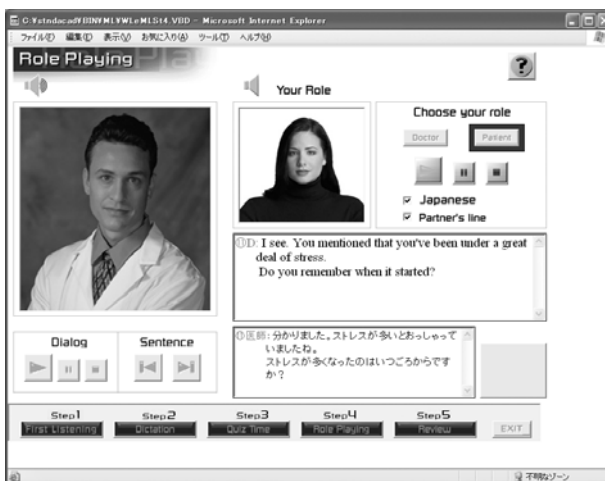 C:¥stndacad¥BIN¥ML¥WLeMLSt4.VBD - Microsoft Internet Explorer
ファイル(F) 編集(E) 表示(V) お気に入り(A) ツール(T) ヘルプ(H)
Role Playing
?
Your Role
Choose your role
Doctor Patient
Japanese
Partner's line
①D: I see. You mentioned that you've been under a great
deal of stress.
Do you remember when it started?
Dialog Sentence
①医師: 分かりました。ストレスが多いとおっしゃって
いましたね。
ストレスが多くなったのはいつごろからです
か？
Step1 Step2 Step3 Step4 Step5
First Listening Dictation Quiz Time Role Playing Review EXIT
不明なゾーン